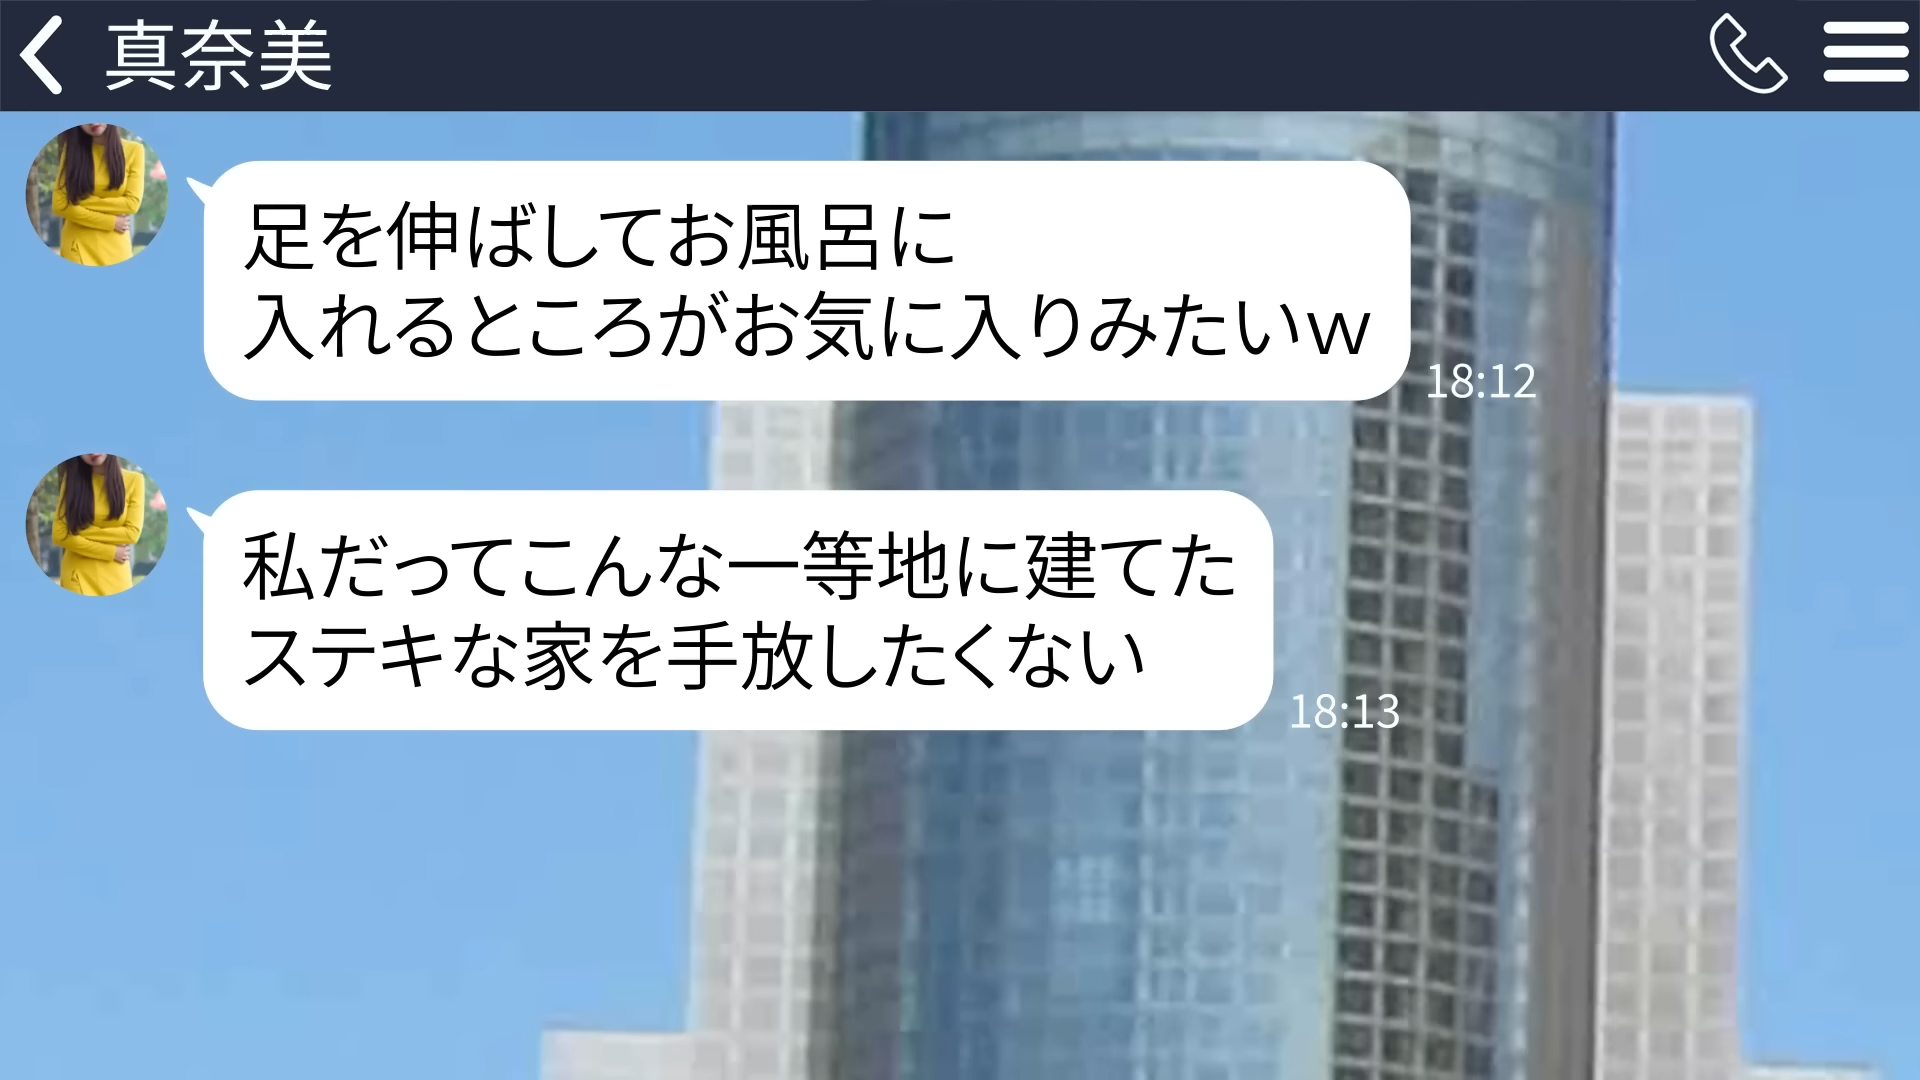 真奈美
足を伸ばしてお風呂に
入れるところがお気に入りみたいｗ
18:12
私だってこんな一等地に建てた
ステキな家を手放したくない
18:13